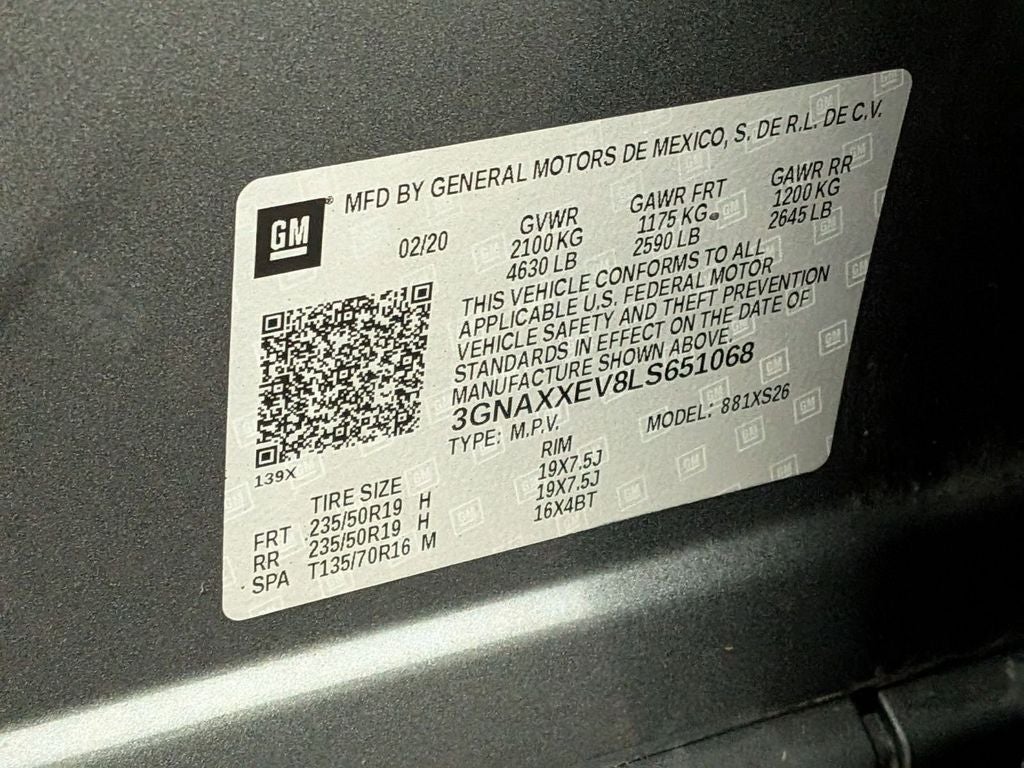 GM
MFD BY GENERAL MOTORS DE MEXICO, S. DE R.L. DE C.V.
02/20
GVWR GAWR FRT GAWR RR
2100 KG 1175 KG 1200 KG
4630 LB 2590 LB 2645 LB
THIS VEHICLE CONFORMS TO ALL
APPLICABLE U.S. FEDERAL MOTOR
VEHICLE SAFETY AND THEFT PREVENTION
STANDARDS IN EFFECT ON THE DATE OF
MANUFACTURE SHOWN ABOVE.
3GNAXXEV8LS651068
TYPE: M.P.V. MODEL: 881XS26
139X
TIRE SIZE RIM
FRT 235/50R19 H 19X7.5J
RR 235/50R19 H 19X7.5J
SPA T135/70R16 M 16X4BT